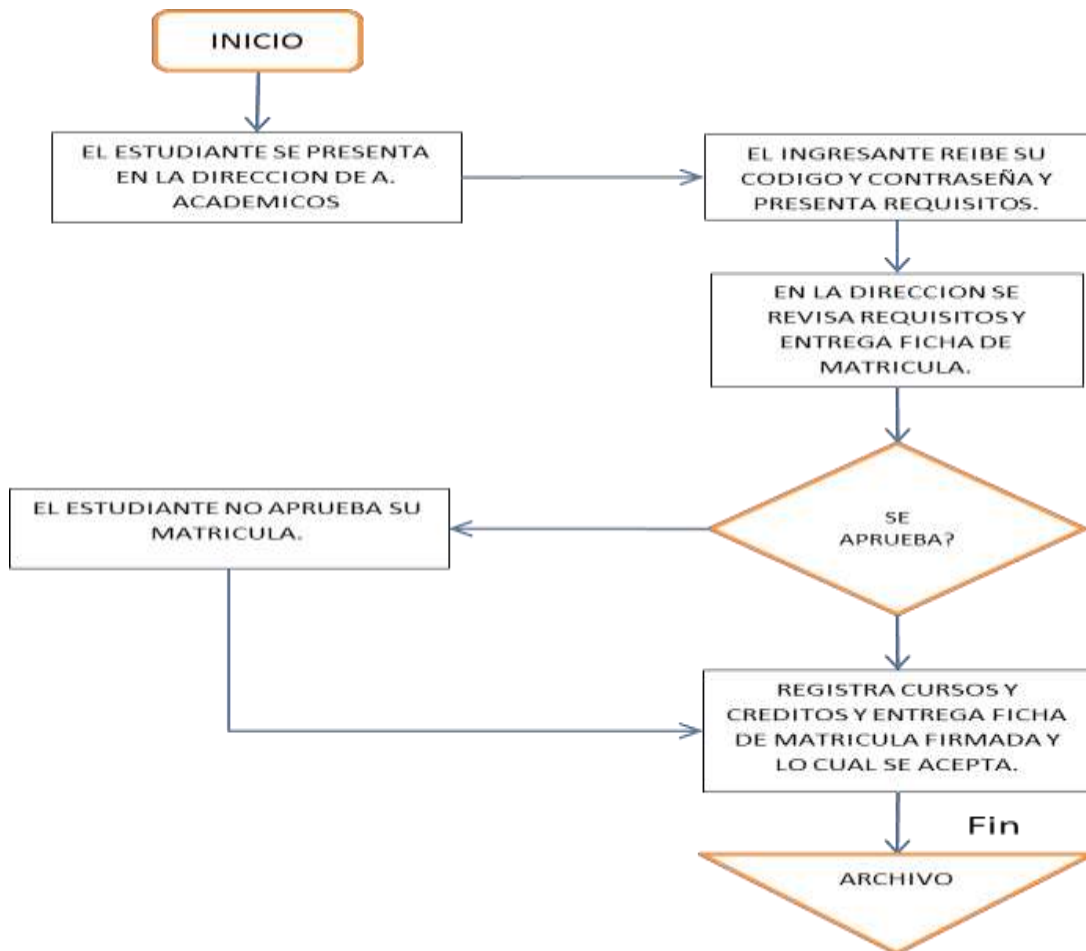 INICIO
EL ESTUDIANTE SE PRESENTA
EN LA DIRECCION DE A.
ACADEMICOS
EL INGRESANTE REIBE SU
CODIGO Y CONTRASEÑA Y
PRESENTA REQUISITOS.
EN LA DIRECCION SE
REVISA REQUISITOS Y
ENTREGA FICHA DE
MATRICULA.
SE
APRUEBA?
EL ESTUDIANTE NO APRUEBA SU
MATRICULA.
REGISTRA CURSOS Y
CREDITOS Y ENTREGA FICHA
DE MATRICULA FIRMADA Y
LO CUAL SE ACEPTA.
Fin
ARCHIVO